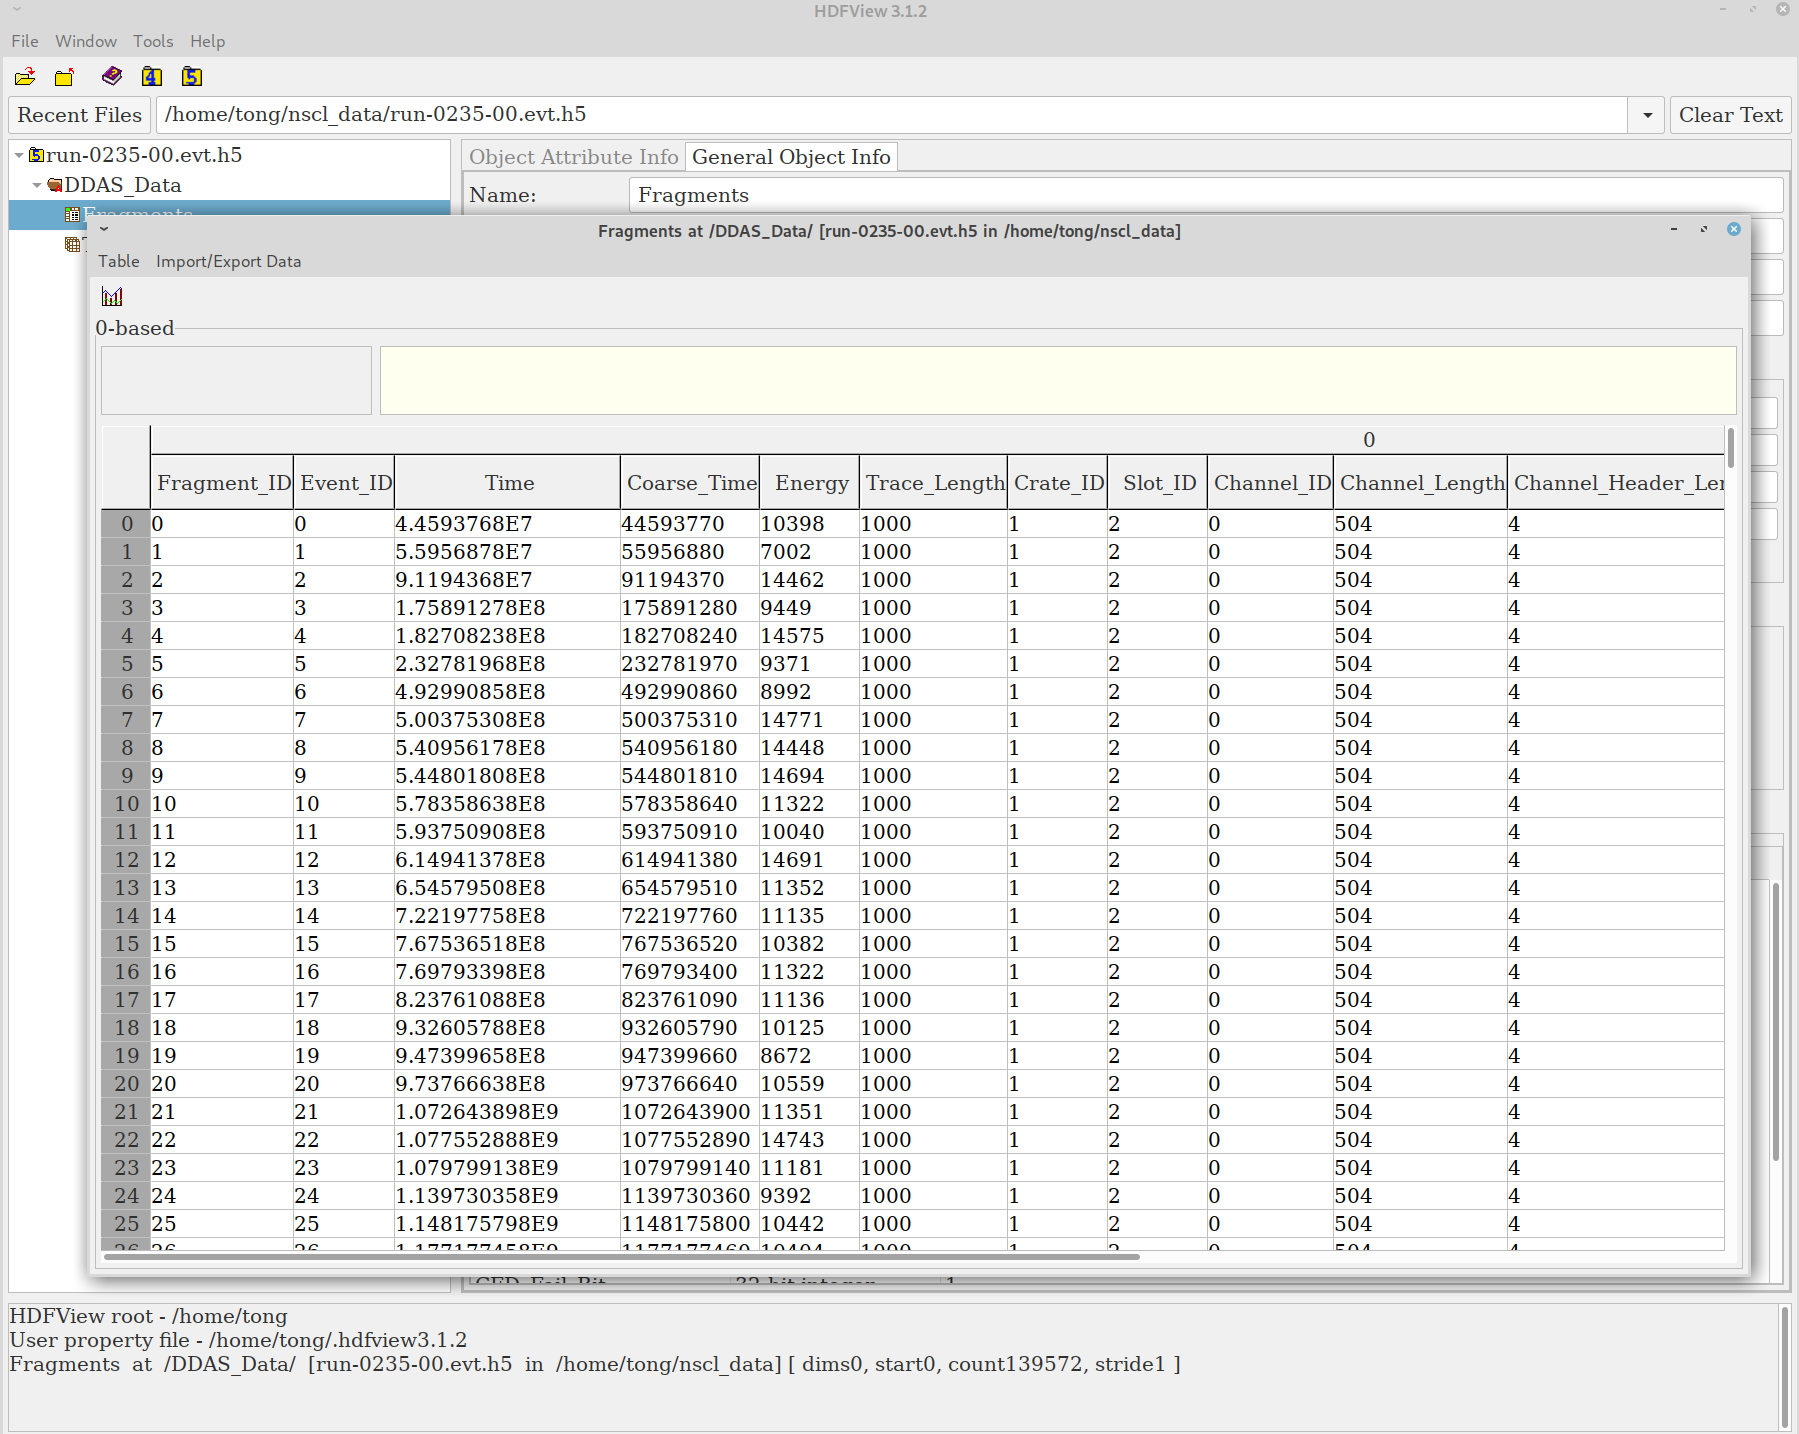 HDFView 3.1.2
File Window Tools Help
4 5
Recent Files /home/tong/nscl_data/run-0235-00.evt.h5 Clear Text
5 run-0235-00.evt.h5
DDAS_Data
Fragments
Object Attribute Info General Object Info
Name: Fragments
Fragments at /DDAS_Data/ [run-0235-00.evt.h5 in /home/tong/nscl_data]
Table Import/Export Data
0-based
0
Fragment_ID Event_ID Time Coarse_Time Energy Trace_Length Crate_ID Slot_ID Channel_ID Channel_Length Channel_Header_Ler
0 0 0 4.4593768E7 44593770 10398 1000 1 2 0 504 4
1 1 1 5.5956878E7 55956880 7002 1000 1 2 0 504 4
2 2 2 9.1194368E7 91194370 14462 1000 1 2 0 504 4
3 3 3 1.75891278E8 175891280 9449 1000 1 2 0 504 4
4 4 4 1.82708238E8 182708240 14575 1000 1 2 0 504 4
5 5 5 2.32781968E8 232781970 9371 1000 1 2 0 504 4
6 6 6 4.92990858E8 492990860 8992 1000 1 2 0 504 4
7 7 7 5.00375308E8 500375310 14771 1000 1 2 0 504 4
8 8 8 5.40956178E8 540956180 14448 1000 1 2 0 504 4
9 9 9 5.44801808E8 544801810 14694 1000 1 2 0 504 4
10 10 10 5.78358638E8 578358640 11322 1000 1 2 0 504 4
11 11 11 5.93750908E8 593750910 10040 1000 1 2 0 504 4
12 12 12 6.14941378E8 614941380 14691 1000 1 2 0 504 4
13 13 13 6.54579508E8 654579510 11352 1000 1 2 0 504 4
14 14 14 7.22197758E8 722197760 11135 1000 1 2 0 504 4
15 15 15 7.67536518E8 767536520 10382 1000 1 2 0 504 4
16 16 16 7.69793398E8 769793400 11322 1000 1 2 0 504 4
17 17 17 8.23761088E8 823761090 11136 1000 1 2 0 504 4
18 18 18 9.32605788E8 932605790 10125 1000 1 2 0 504 4
19 19 19 9.47399658E8 947399660 8672 1000 1 2 0 504 4
20 20 20 9.73766638E8 973766640 10559 1000 1 2 0 504 4
21 21 21 1.072643898E9 1072643900 11351 1000 1 2 0 504 4
22 22 22 1.077552888E9 1077552890 14743 1000 1 2 0 504 4
23 23 23 1.079799138E9 1079799140 11181 1000 1 2 0 504 4
24 24 24 1.139730358E9 1139730360 9392 1000 1 2 0 504 4
25 25 25 1.148175798E9 1148175800 10442 1000 1 2 0 504 4
26 26 26 1.177177458E9 1177177460 10404 1000 1 2 0 504 4
HDFView root - /home/tong
User property file - /home/tong/.hdfview3.1.2
Fragments at /DDAS_Data/ [run-0235-00.evt.h5 in /home/tong/nscl_data] [ dims0, start0, count139572, stride1 ]